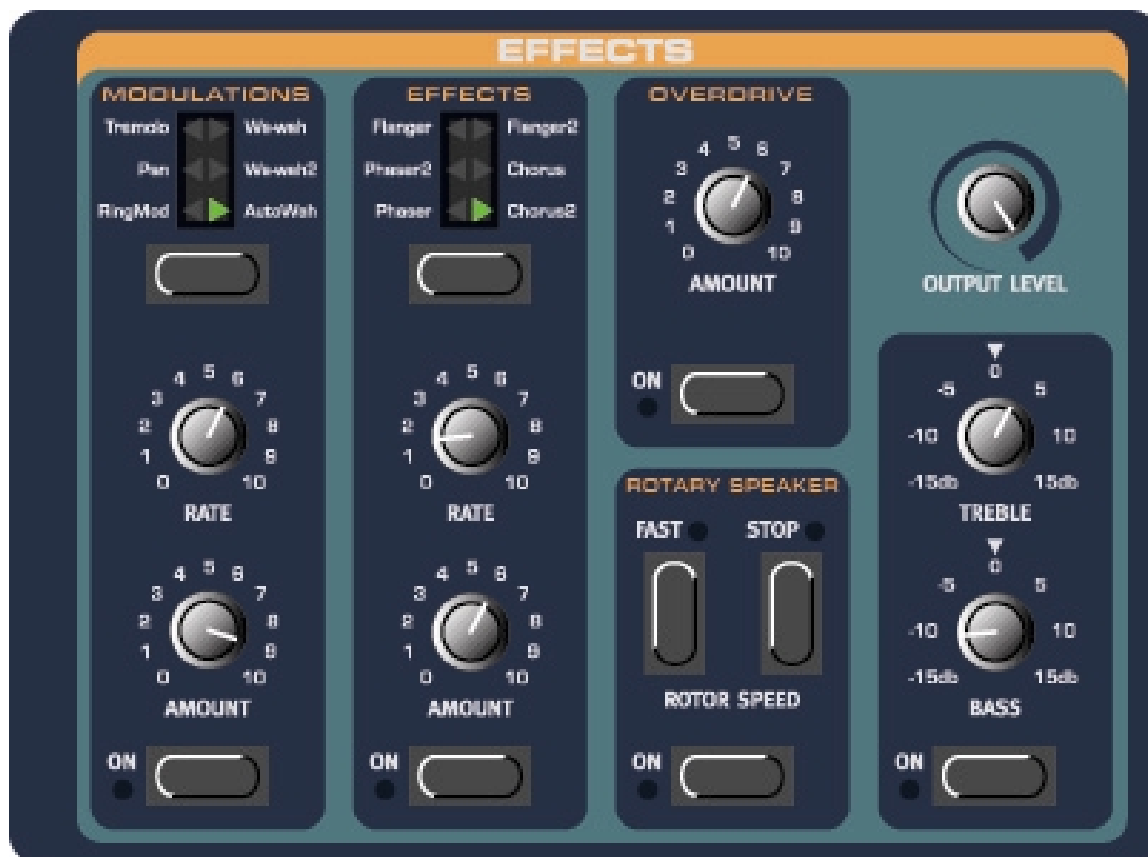 EFFECTS
MODULATIONS
Tremolo Wa-wah
Pan Wa-wah2
RingMod AutoWah
0 1 2 3 4 5 6 7 8 9 10
RATE
0 1 2 3 4 5 6 7 8 9 10
AMOUNT
ON
EFFECTS
Flanger Flanger2
Phaser2 Chorus
Phaser Chorus2
0 1 2 3 4 5 6 7 8 9 10
RATE
0 1 2 3 4 5 6 7 8 9 10
AMOUNT
ON
OVERDRIVE
0 1 2 3 4 5 6 7 8 9 10
AMOUNT
ON
ROTARY SPEAKER
FAST STOP
ROTOR SPEED
ON
OUTPUT LEVEL
-15db -10 -5 0 5 10 15db
TREBLE
-15db -10 -5 0 5 10 15db
BASS
ON